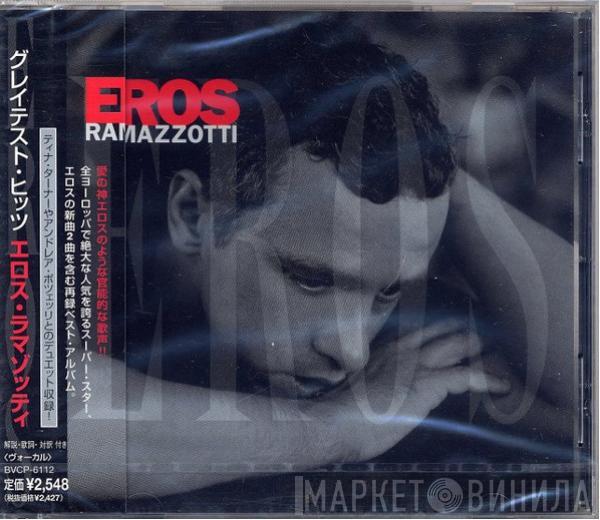 グレイテスト・ヒッツ エロス・ラマゾッティ
ティナ・ターナーやアンドレア・ボツェッリとのデュエット収録!
解説・歌詞・対訳 付き
〈ヴォーカル〉
BVCP-6112
定価¥2,548
(税抜価格¥2,427)
EROS
EROS
RAMAZZOTTI
愛の神エロスのような官能的な歌声!!
全ヨーロッパで絶大な人気を誇るスーパー・スター、
エロスの新曲2曲を含む再録ベスト・アルバム。
МАРКЕТ ВИНИЛА